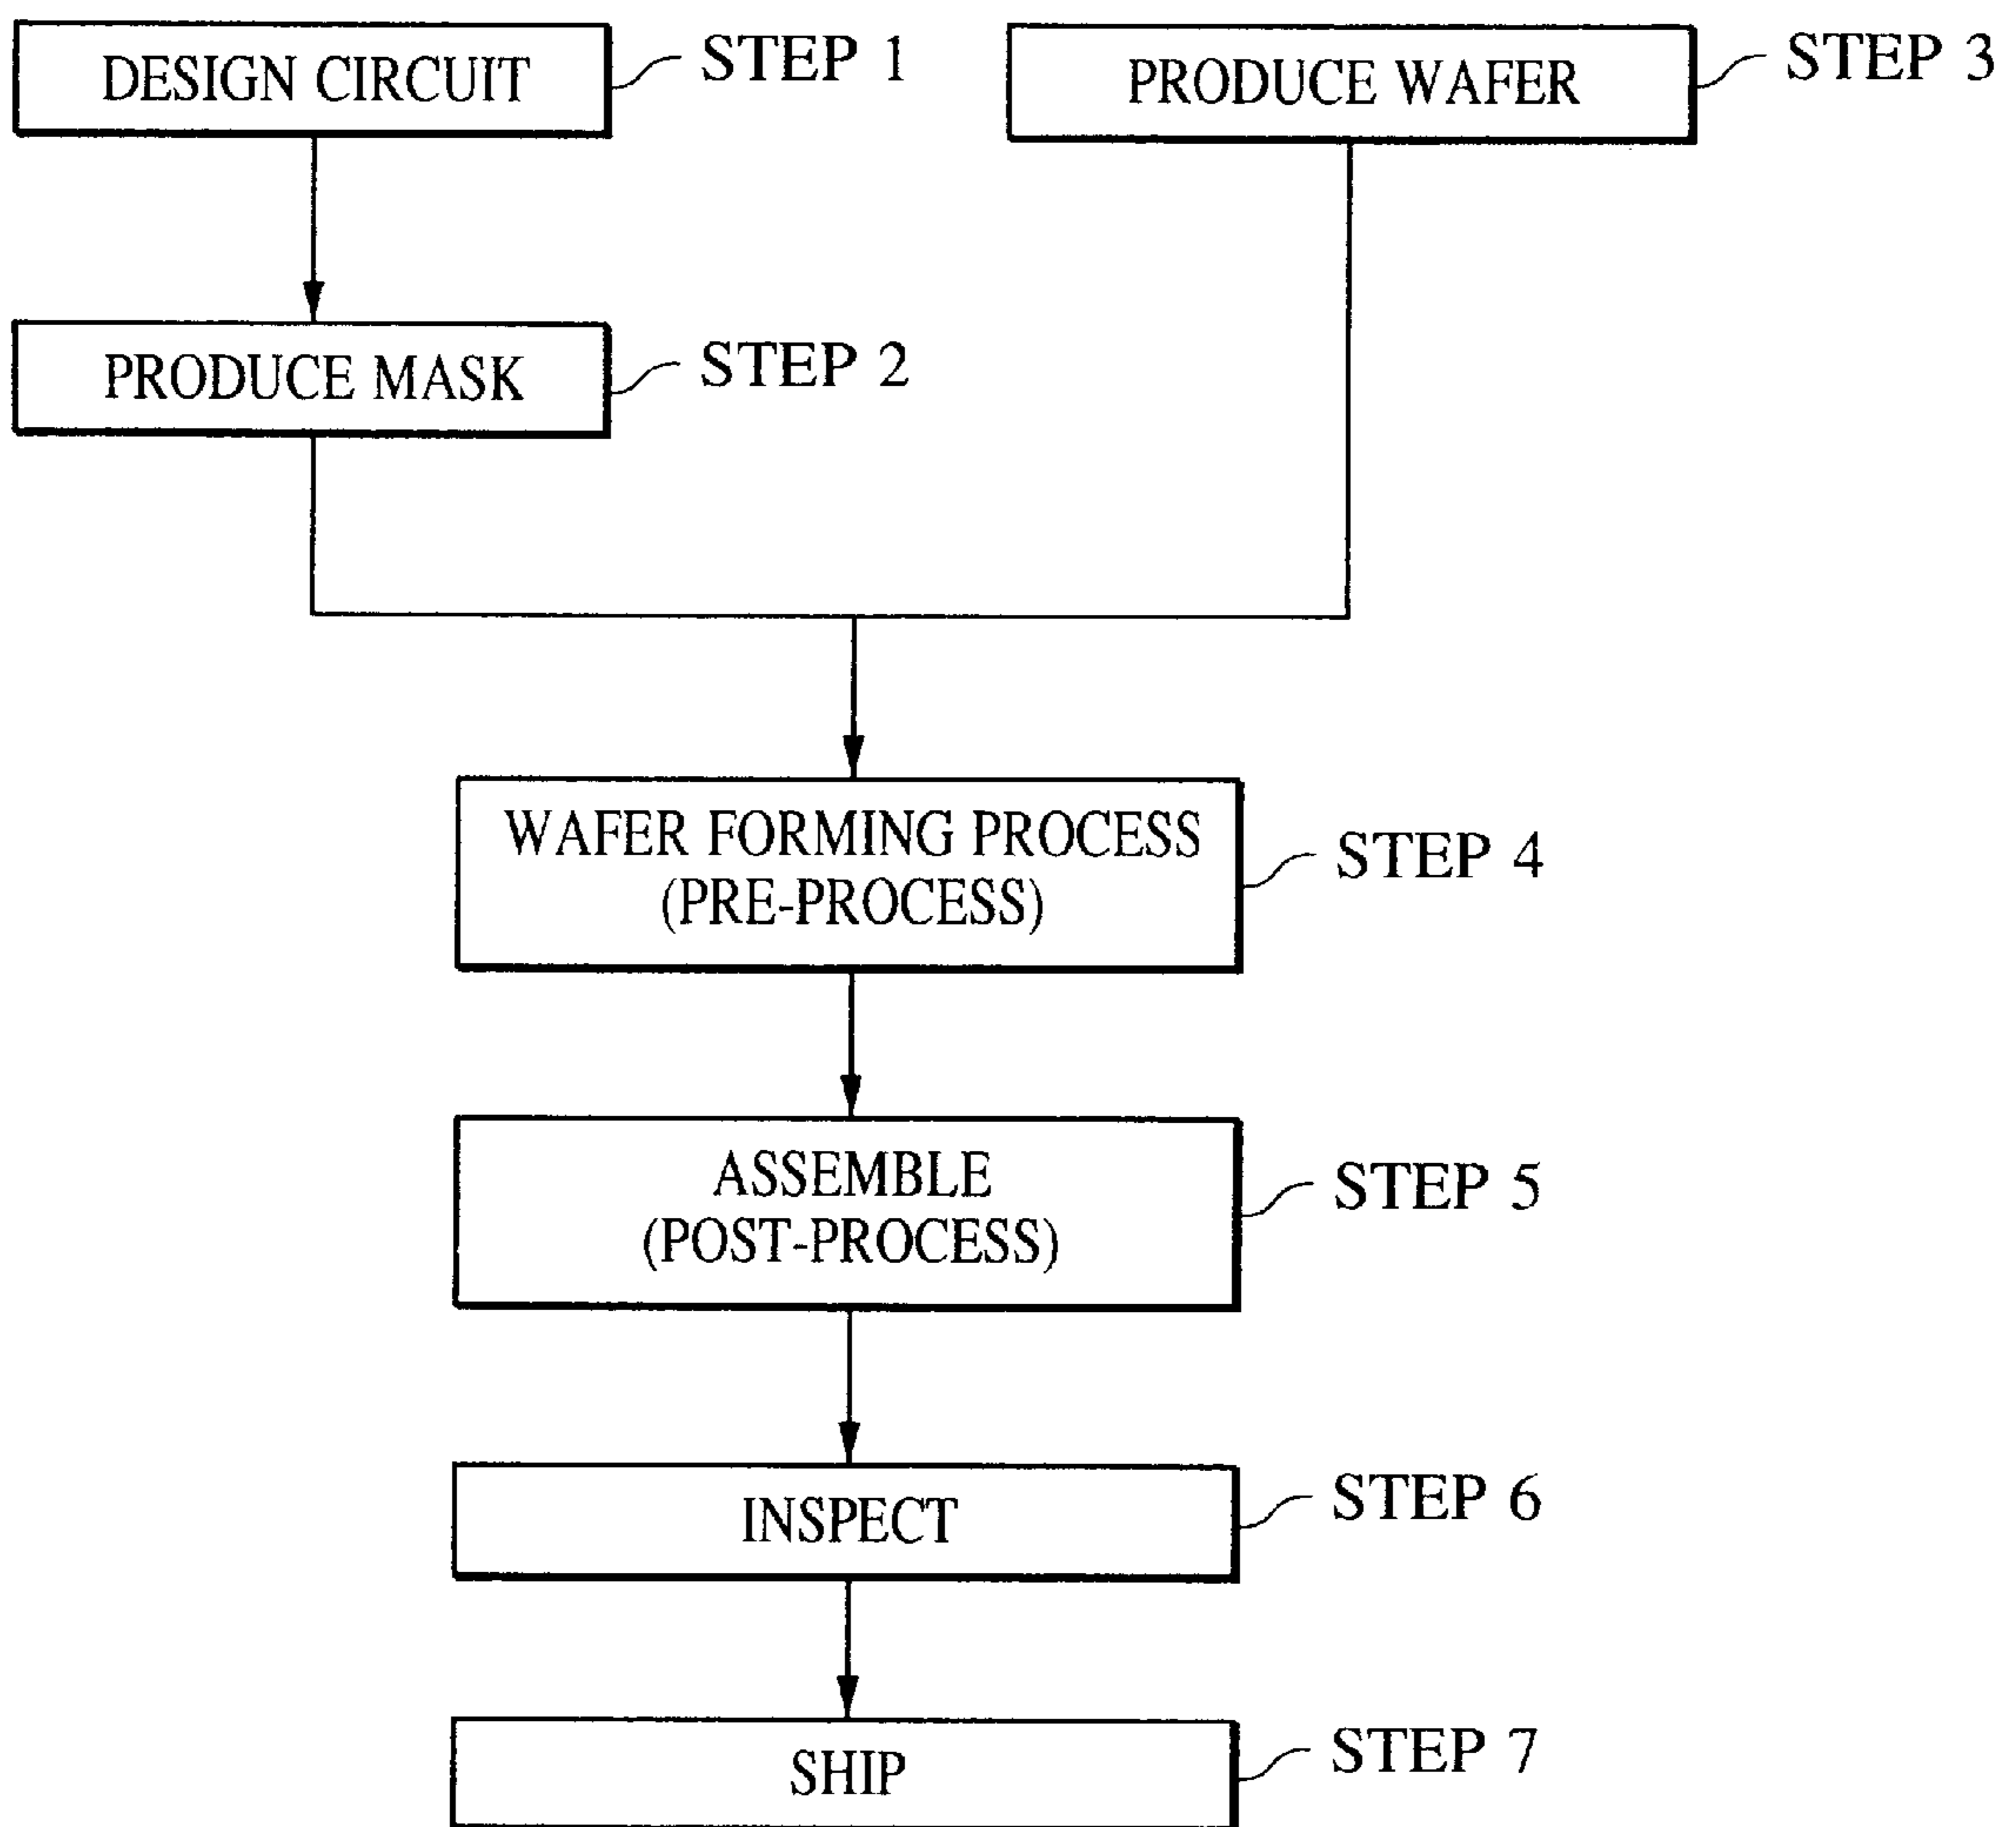 DESIGN CIRCUIT
STEP 1
PRODUCE WAFER
STEP 3
PRODUCE MASK
STEP 2
WAFER FORMING PROCESS
(PRE-PROCESS)
STEP 4
ASSEMBLE
(POST-PROCESS)
STEP 5
INSPECT
STEP 6
SHIP
STEP 7